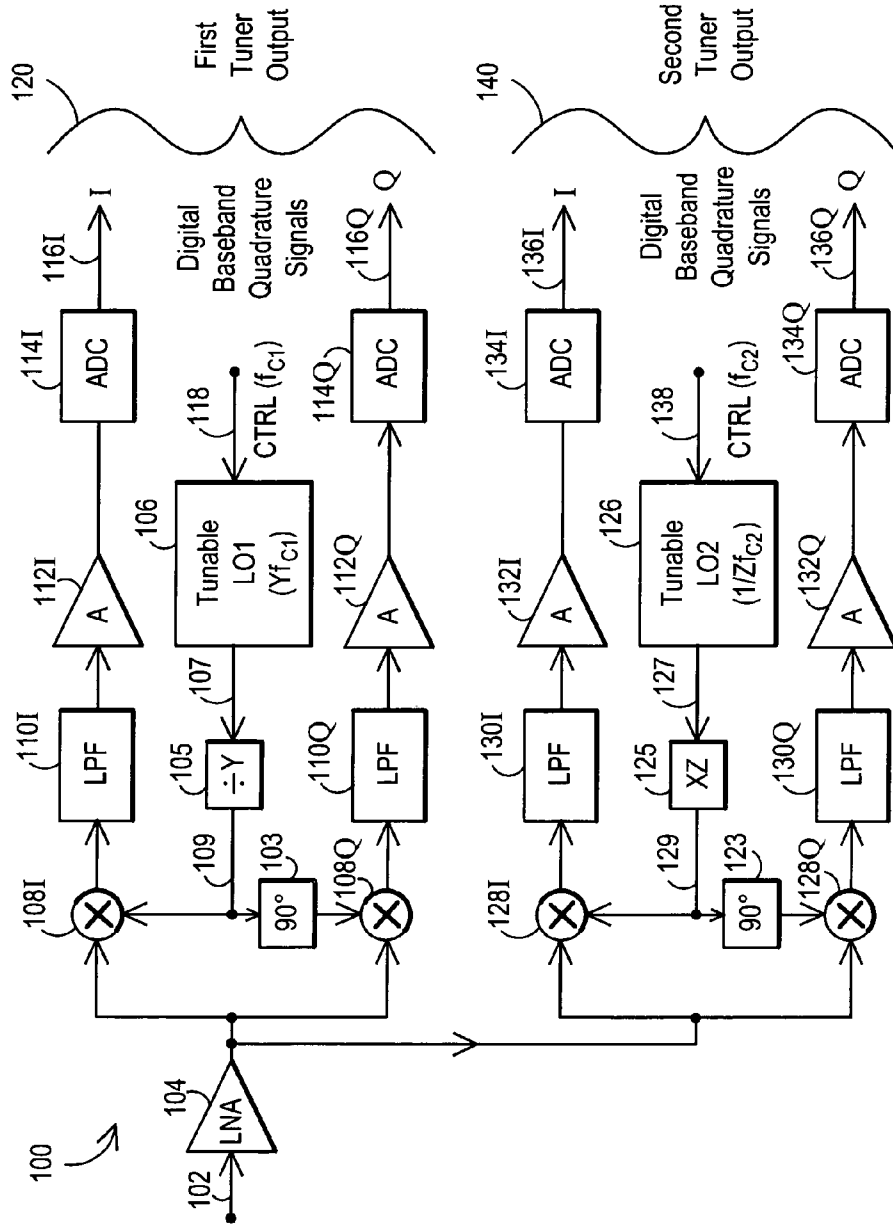 100
102
104
LNA
108I
110I
LPF
112I
A
114I
ADC
116I
I
120
First
Tuner
Output
Digital
Baseband
Quadrature
Signals
109
105
÷Y
107
106
Tunable
LO1
(Yf_C1)
118
CTRL (f_C1)
103
90°
108Q
110Q
LPF
112Q
A
114Q
ADC
116Q
Q
128I
130I
LPF
132I
A
134I
ADC
136I
I
140
Second
Tuner
Output
Digital
Baseband
Quadrature
Signals
129
125
XZ
127
126
Tunable
LO2
(1/Zf_C2)
138
CTRL (f_C2)
123
90°
128Q
130Q
LPF
132Q
A
134Q
ADC
136Q
Q